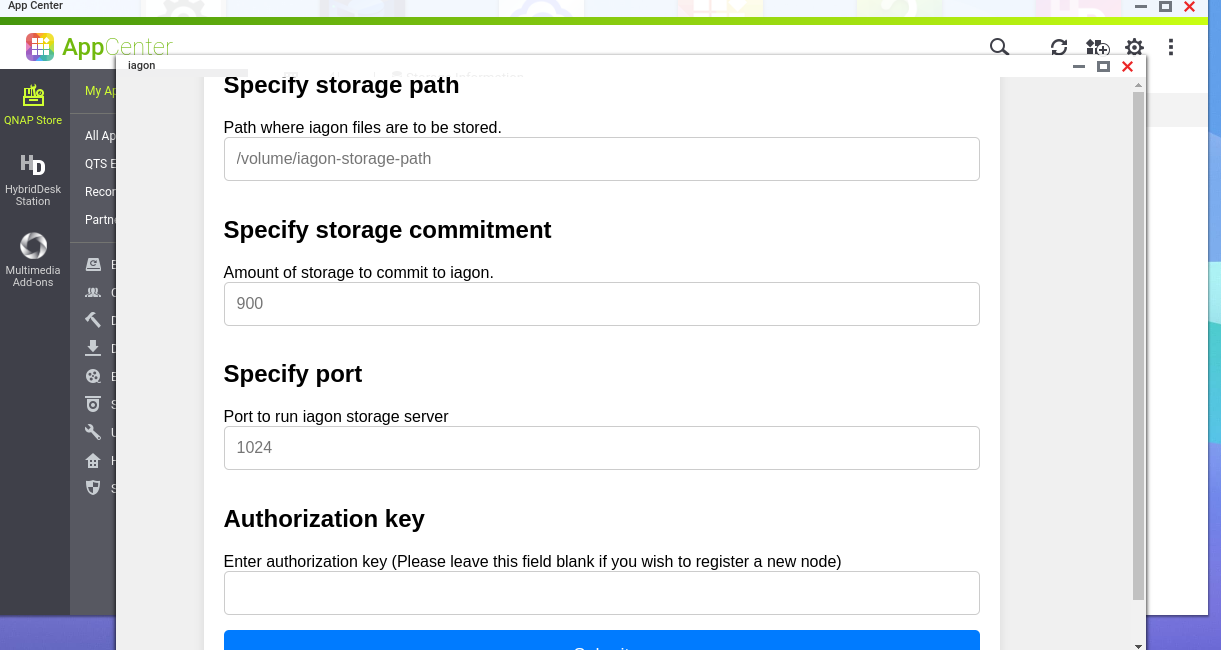 App Center
AppCenter
iagon
My Ap
QNAP Store
All Ap
QTS E
HybridDesk
Station
Recor
Partne
Multimedia
Add-ons
Specify storage path
Path where iagon files are to be stored.
/volume/iagon-storage-path
Specify storage commitment
Amount of storage to commit to iagon.
900
Specify port
Port to run iagon storage server
1024
Authorization key
Enter authorization key (Please leave this field blank if you wish to register a new node)